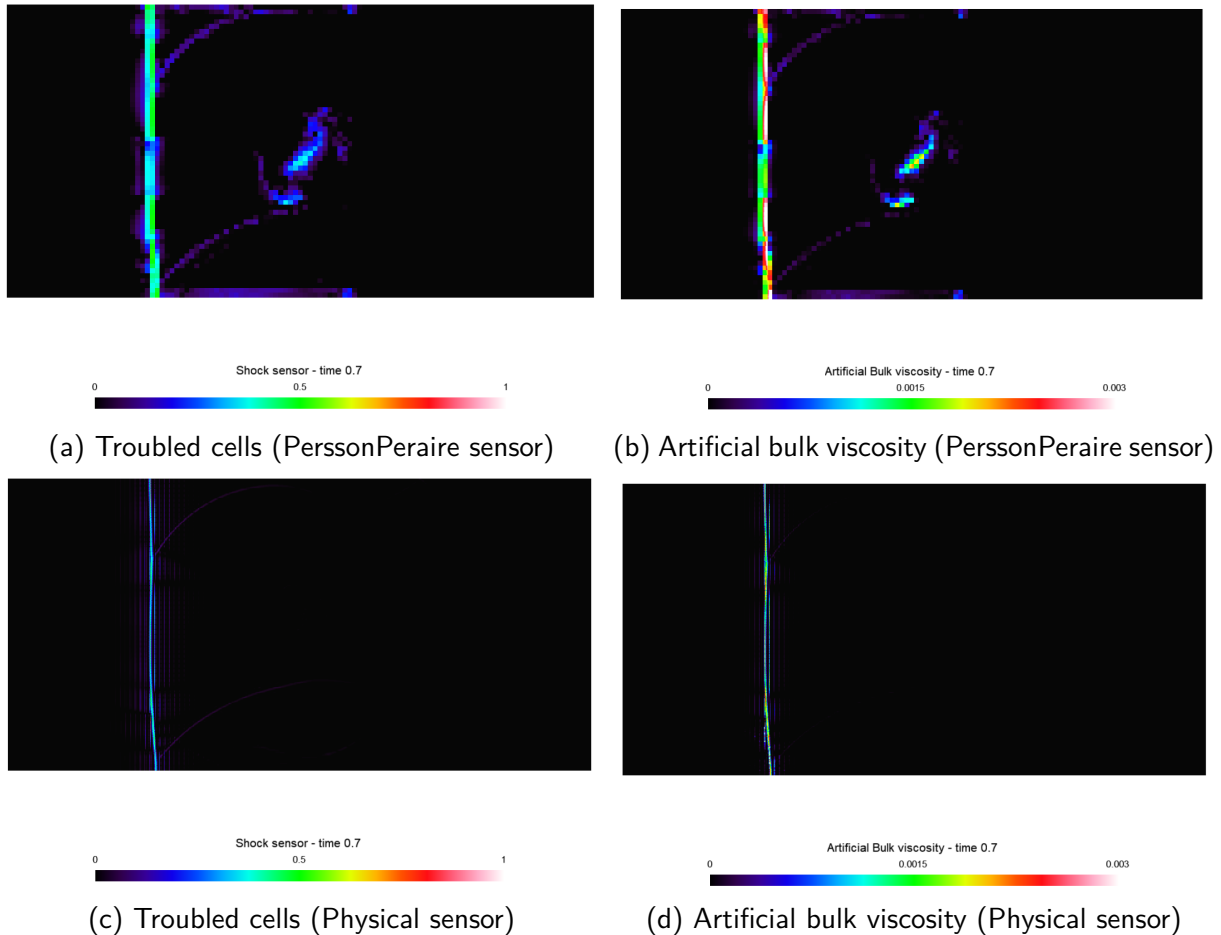 Shock sensor - time 0.7
0 0.5 1
Artificial Bulk viscosity - time 0.7
0 0.0015 0.003
(a) Troubled cells (PerssonPeraire sensor)
(b) Artificial bulk viscosity (PerssonPeraire sensor)
Shock sensor - time 0.7
0 0.5 1
Artificial Bulk viscosity - time 0.7
0 0.0015 0.003
(c) Troubled cells (Physical sensor)
(d) Artificial bulk viscosity (Physical sensor)